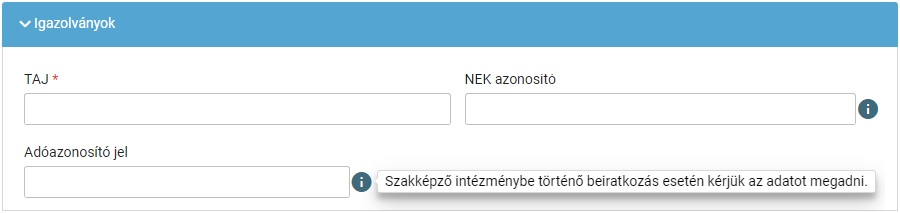 Igazolványok
TAJ * NEK azonosító
Adóazonosító jel
Szakképző intézménybe történő beiratkozás esetén kérjük az adatot megadni.